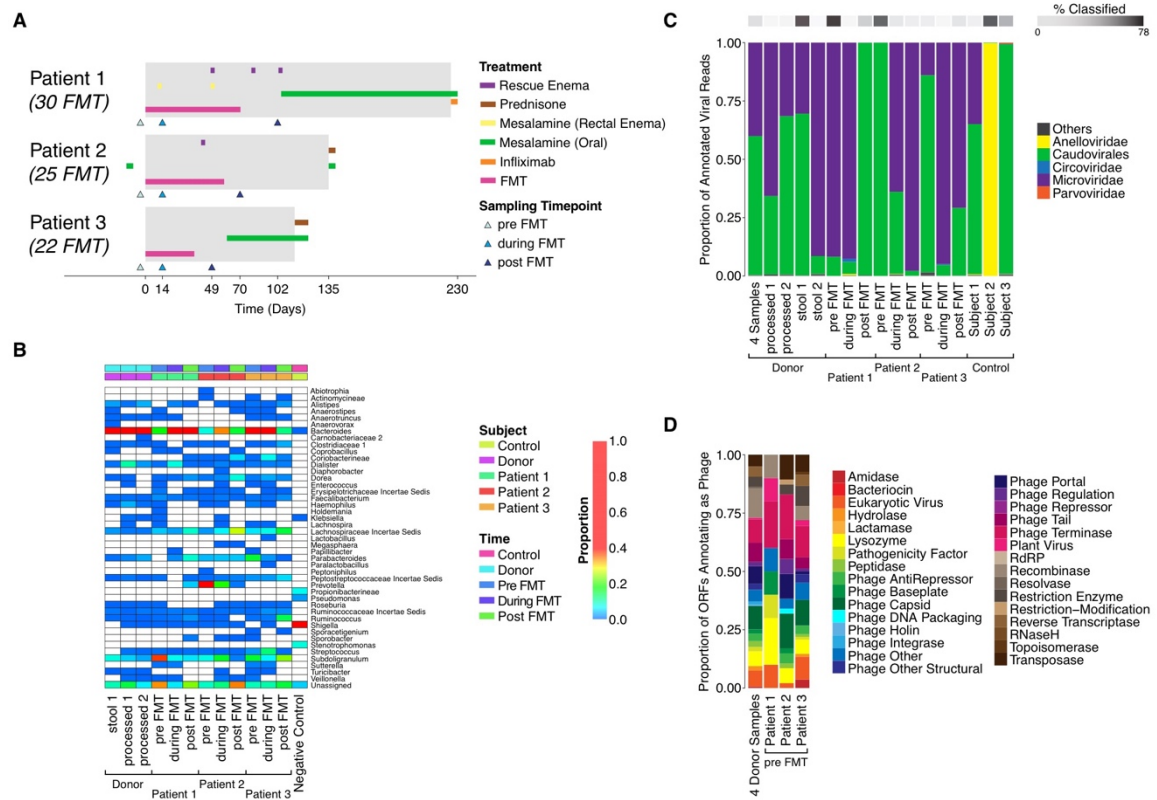 A
Patient 1
(30 FMT)
Patient 2
(25 FMT)
Patient 3
(22 FMT)
0 14 49 70 102 135 230
Time (Days)
Treatment
Rescue Enema
Prednisone
Mesalamine (Rectal Enema)
Mesalamine (Oral)
Infliximab
FMT
Sampling Timepoint
pre FMT
during FMT
post FMT
B
Abiotrophia
Actinomycineae
Alistipes
Anaerostipes
Anaerotruncus
Anaerovorax
Bacteroides
Carnobacteriaceae 2
Clostridiaceae 1
Coprobacillus
Coriobacterineae
Dialister
Diaphorobacter
Dorea
Enterococcus
Erysipelotrichaceae Incertae Sedis
Faecalibacterium
Haemophilus
Holdemania
Klebsiella
Lachnospira
Lachnospiraceae Incertae Sedis
Lactobacillus
Megasphaera
Papillibacter
Parabacteroides
Paralactobacillus
Peptoniphilus
Peptostreptococcaceae Incertae Sedis
Prevotella
Propionibacterineae
Pseudomonas
Roseburia
Ruminococcaceae Incertae Sedis
Ruminococcus
Shigella
Sporacetigenium
Sporobacter
Stenotrophomonas
Streptococcus
Subdoligranulum
Sutterella
Turicibacter
Veillonella
Unassigned
stool 1
processed 1
processed 2
pre FMT
during FMT
post FMT
pre FMT
during FMT
post FMT
pre FMT
during FMT
post FMT
Negative Control
Donor
Patient 1
Patient 2
Patient 3
Subject
Control
Donor
Patient 1
Patient 2
Patient 3
Time
Control
Donor
Pre FMT
During FMT
Post FMT
Proportion
1.0
0.8
0.6
0.4
0.2
0.0
C
% Classified
0 78
Proportion of Annotated Viral Reads
1.00
0.75
0.50
0.25
0.00
4 Samples
processed 1
processed 2
stool 1
stool 2
pre FMT
during FMT
post FMT
pre FMT
during FMT
post FMT
pre FMT
during FMT
post FMT
Subject 1
Subject 2
Subject 3
Donor
Patient 1
Patient 2
Patient 3
Control
Others
Anelloviridae
Caudovirales
Circoviridae
Microviridae
Parvoviridae
D
Proportion of ORFs Annotating as Phage
1.00
0.75
0.50
0.25
0.00
4 Donor Samples
Patient 1
Patient 2
Patient 3
pre FMT
Amidase
Bacteriocin
Eukaryotic Virus
Hydrolase
Lactamase
Lysozyme
Pathogenicity Factor
Peptidase
Phage AntiRepressor
Phage Baseplate
Phage Capsid
Phage DNA Packaging
Phage Holin
Phage Integrase
Phage Other
Phage Other Structural
Phage Portal
Phage Regulation
Phage Repressor
Phage Tail
Phage Terminase
Plant Virus
RdRP
Recombinase
Resolvase
Restriction Enzyme
Restriction−Modification
Reverse Transcriptase
RNaseH
Topoisomerase
Transposase